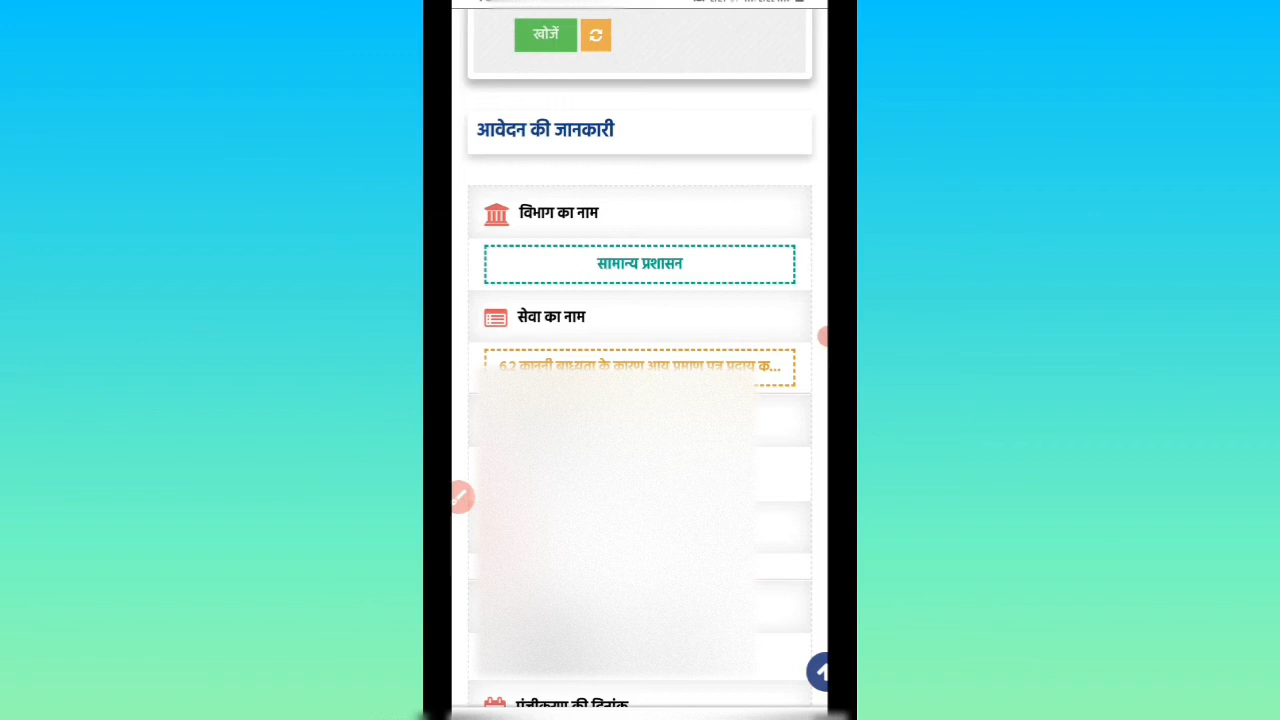 खोजें
आवेदन की जानकारी
विभाग का नाम
सामान्य प्रशासन
सेवा का नाम
6.2 कानूनी बाध्यता के कारण आय प्रमाण पत्र प्रदाय क...
पंजीकरण की दिनांक